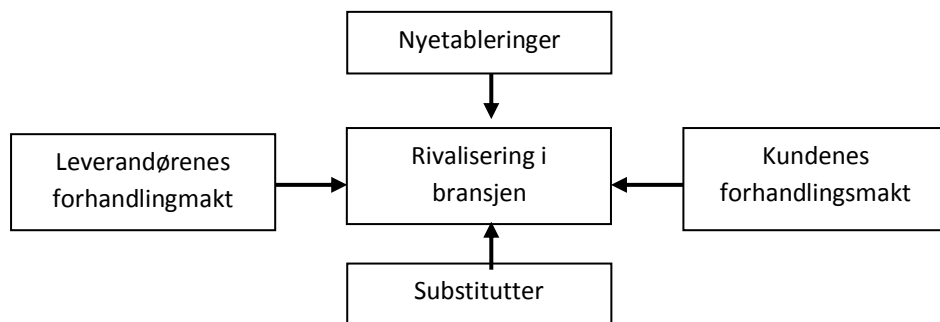 Nyetableringer
Leverandørenes
forhandlingmakt
Rivalisering i
bransjen
Kundenes
forhandlingsmakt
Substitutter